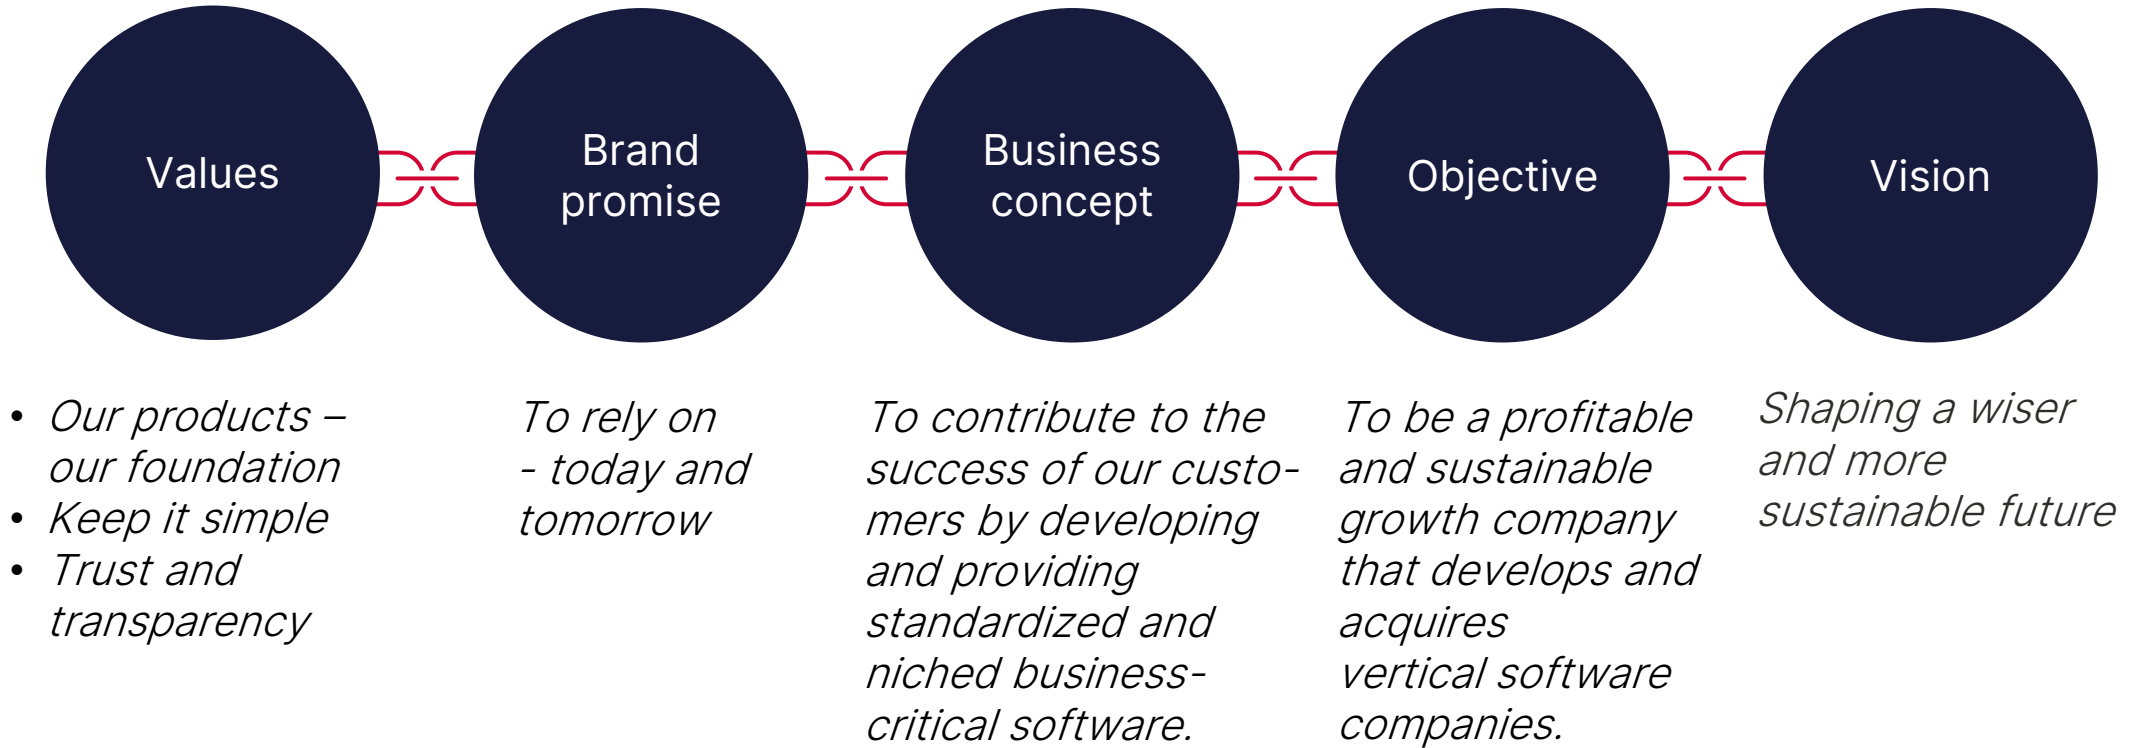 Values
Brand
promise
Business
concept
Objective
Vision
• Our products –
our foundation
• Keep it simple
• Trust and
transparency
To rely on
- today and
tomorrow
To contribute to the
success of our custo-
mers by developing
and providing
standardized and
niched business-
critical software.
To be a profitable
and sustainable
growth company
that develops and
acquires
vertical software
companies.
Shaping a wiser
and more
sustainable future